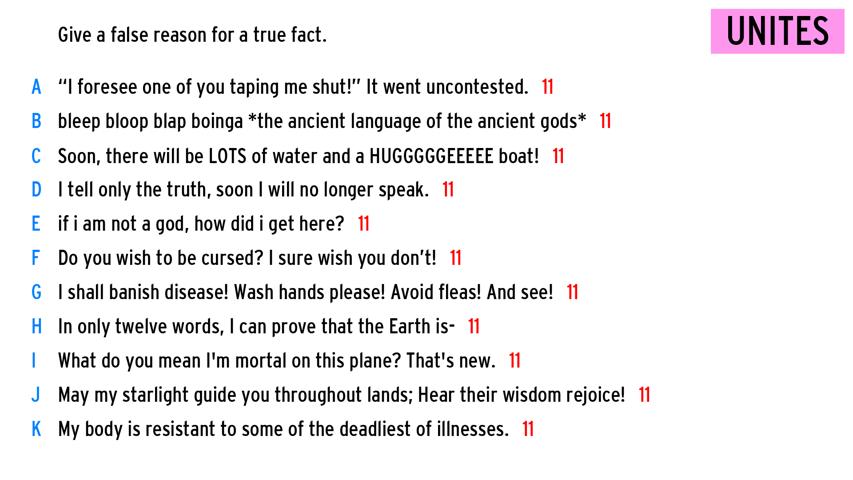 Give a false reason for a true fact.
UNITES
A “I foresee one of you taping me shut!” It went uncontested. 11
B bleep bloop blap boinga *the ancient language of the ancient gods* 11
C Soon, there will be LOTS of water and a HUGGGGGEEEEE boat! 11
D I tell only the truth, soon I will no longer speak. 11
E if i am not a god, how did i get here? 11
F Do you wish to be cursed? I sure wish you don’t! 11
G I shall banish disease! Wash hands please! Avoid fleas! And see! 11
H In only twelve words, I can prove that the Earth is- 11
I What do you mean I'm mortal on this plane? That's new. 11
J May my starlight guide you throughout lands; Hear their wisdom rejoice! 11
K My body is resistant to some of the deadliest of illnesses. 11